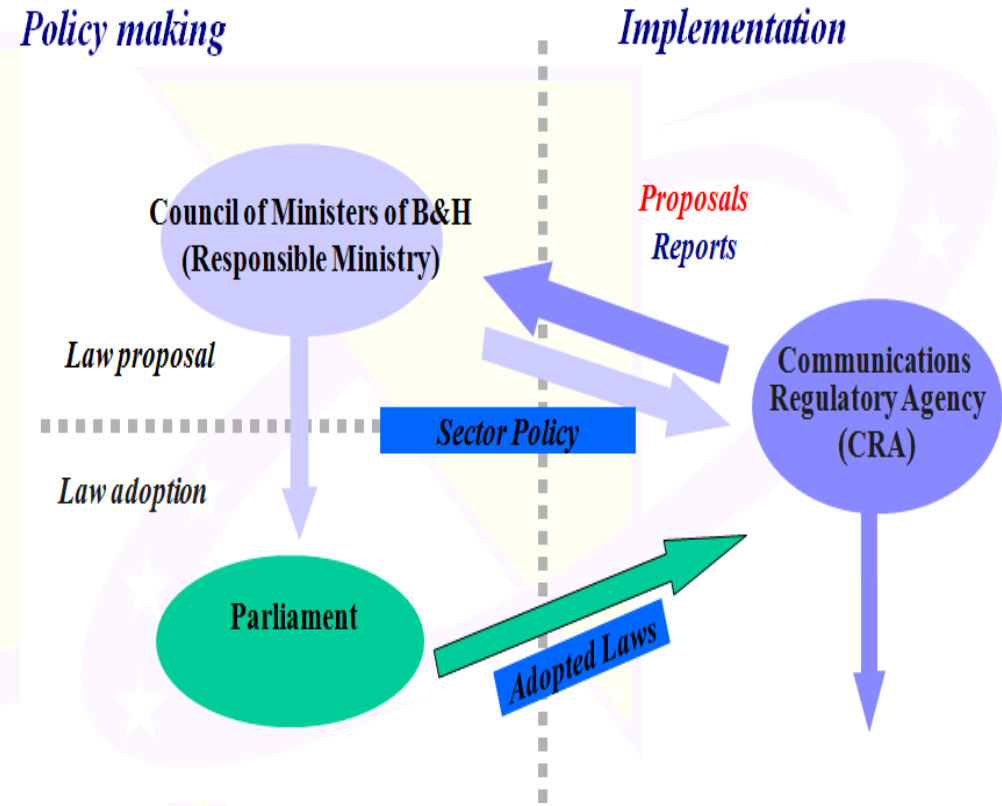 Policy making
Implementation
Council of Ministers of B&H
(Responsible Ministry)
Proposals
Reports
Law proposal
Communications
Regulatory Agency
(CRA)
Sector Policy
Law adoption
Parliament
Adopted Laws